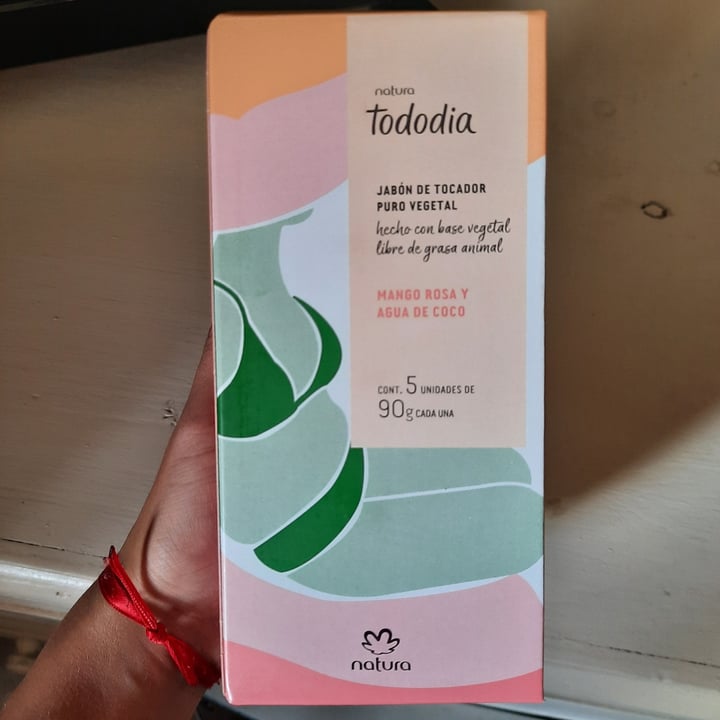 natura
tododia
JABÓN DE TOCADOR
PURO VEGETAL
hecho con base vegetal
libre de grasa animal
MANGO ROSA Y
AGUA DE COCO
CONT. 5 UNIDADES DE
90g CADA UNA
natura